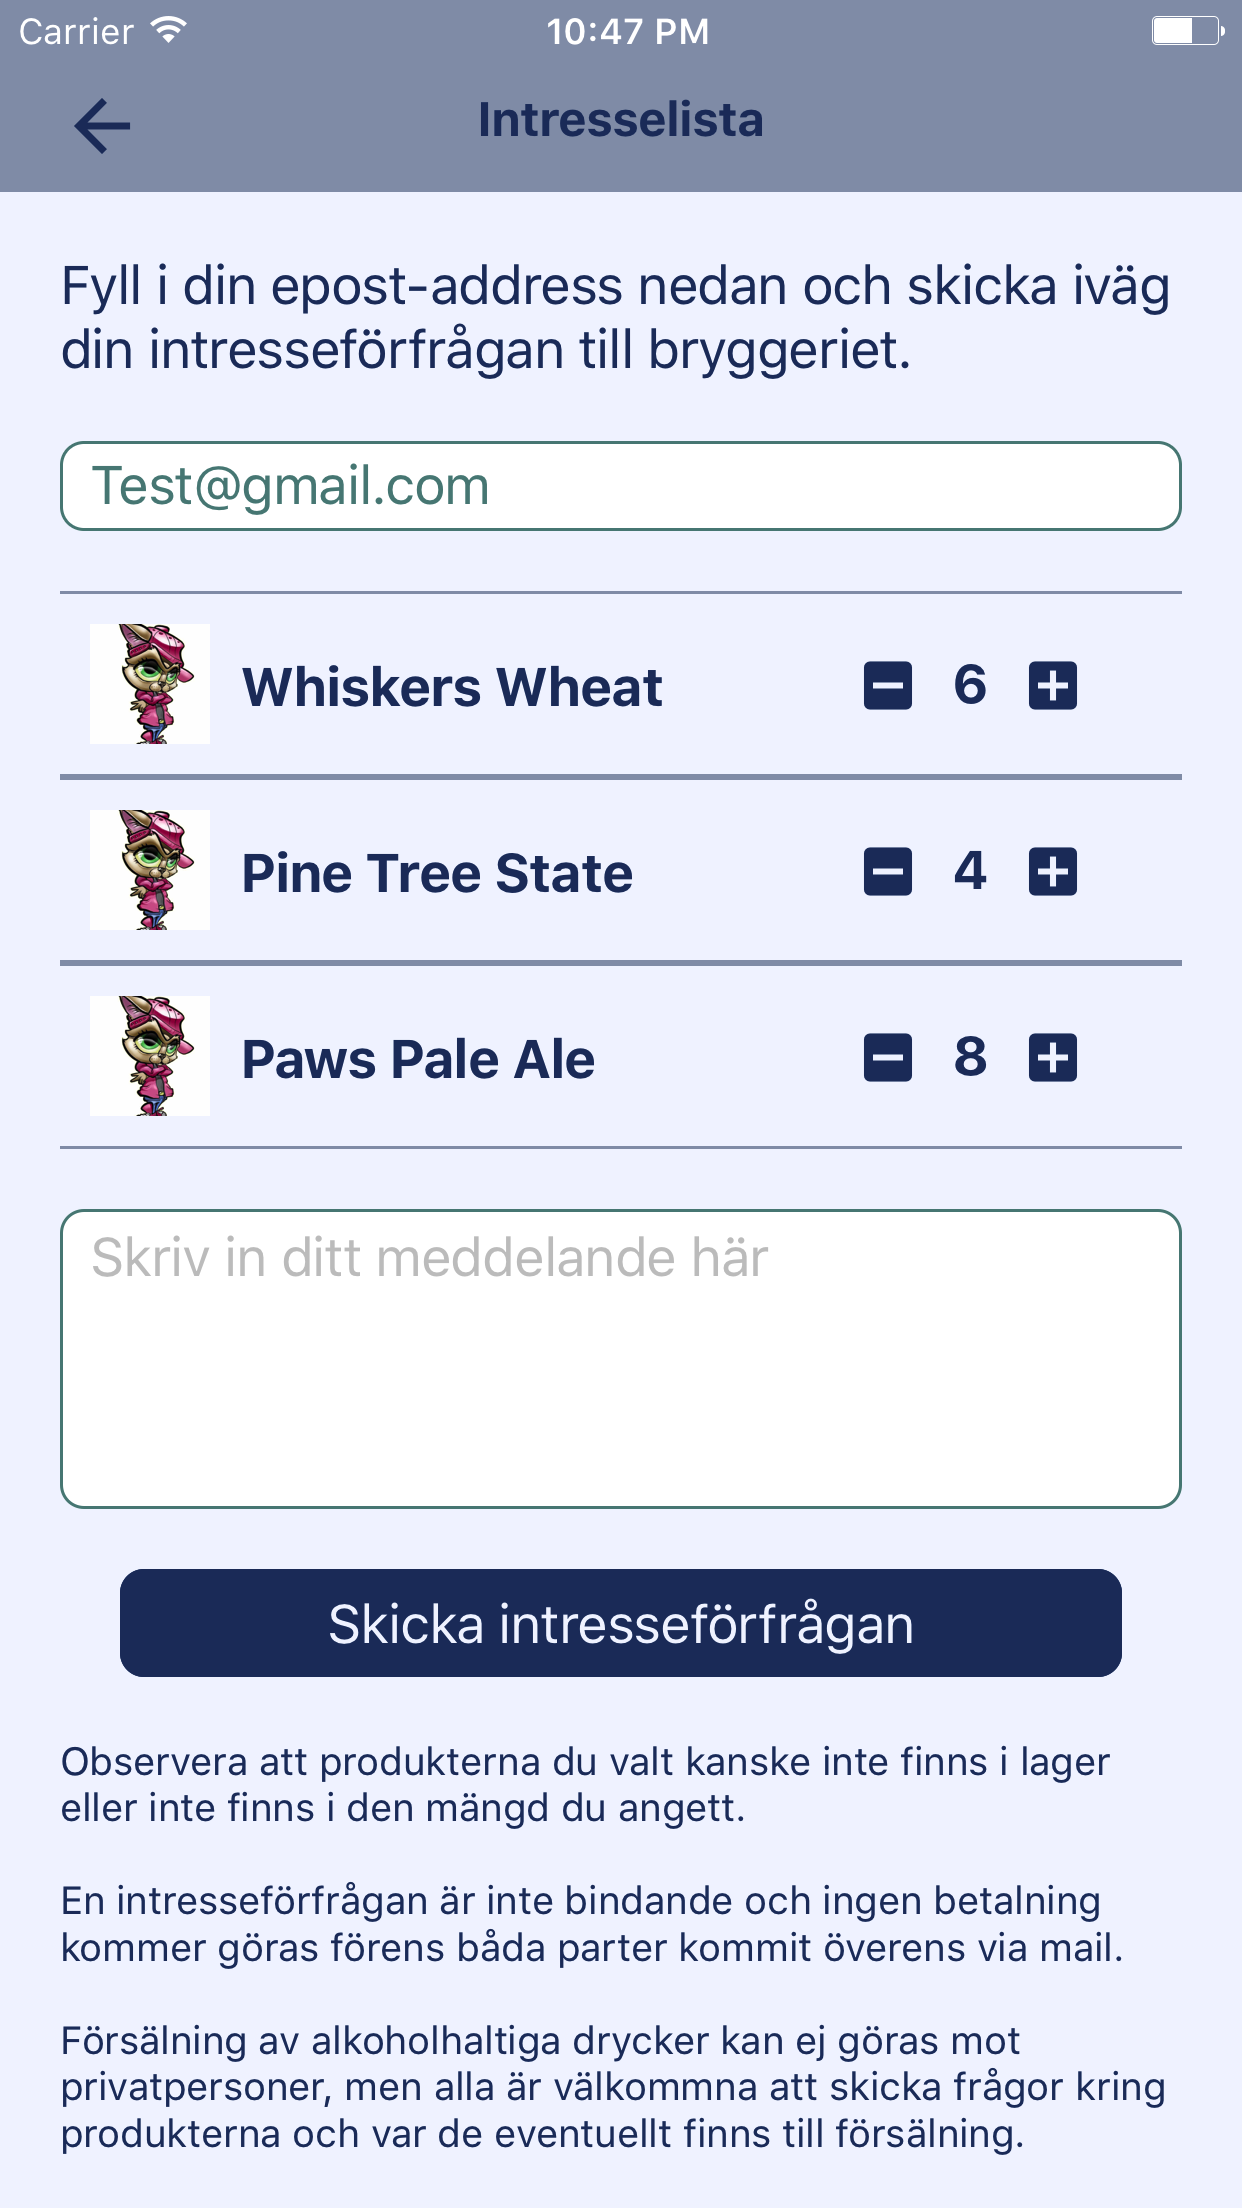 Carrier 10:47 PM
Intresselista
Fyll i din epost-address nedan och skicka iväg
din intresseförfrågan till bryggeriet.
Test@gmail.com
Whiskers Wheat 6
Pine Tree State 4
Paws Pale Ale 8
Skriv in ditt meddelande här
Skicka intresseförfrågan
Observera att produkterna du valt kanske inte finns i lager
eller inte finns i den mängd du angett.
En intresseförfrågan är inte bindande och ingen betalning
kommer göras förens båda parter kommit överens via mail.
Försälning av alkoholhaltiga drycker kan ej göras mot
privatpersoner, men alla är välkommna att skicka frågor kring
produkterna och var de eventuellt finns till försälning.